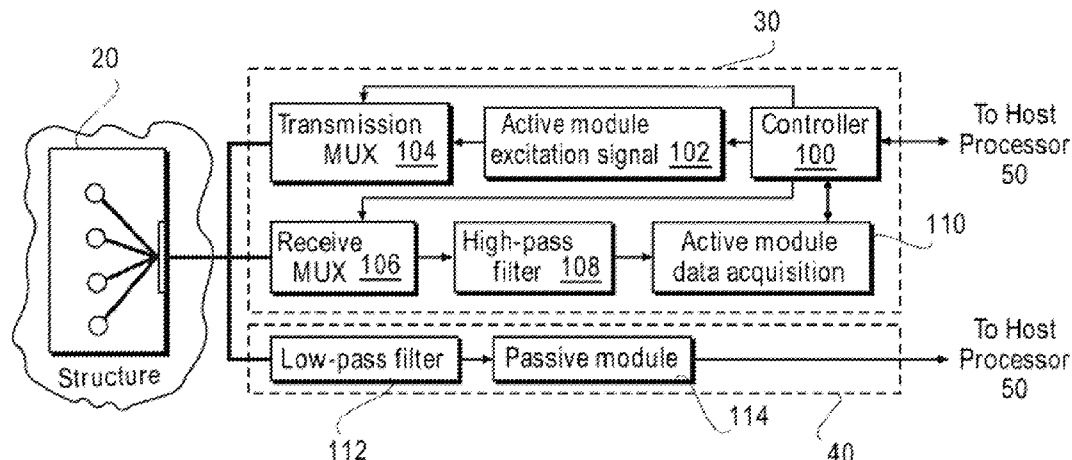 30
20
Transmission
MUX 104
Active module
excitation signal 102
Controller
100
To Host
Processor
50
Receive
MUX 106
High-pass
filter 108
Active module
data acquisition
110
Structure
Low-pass filter
Passive module
To Host
Processor
50
112
114
40